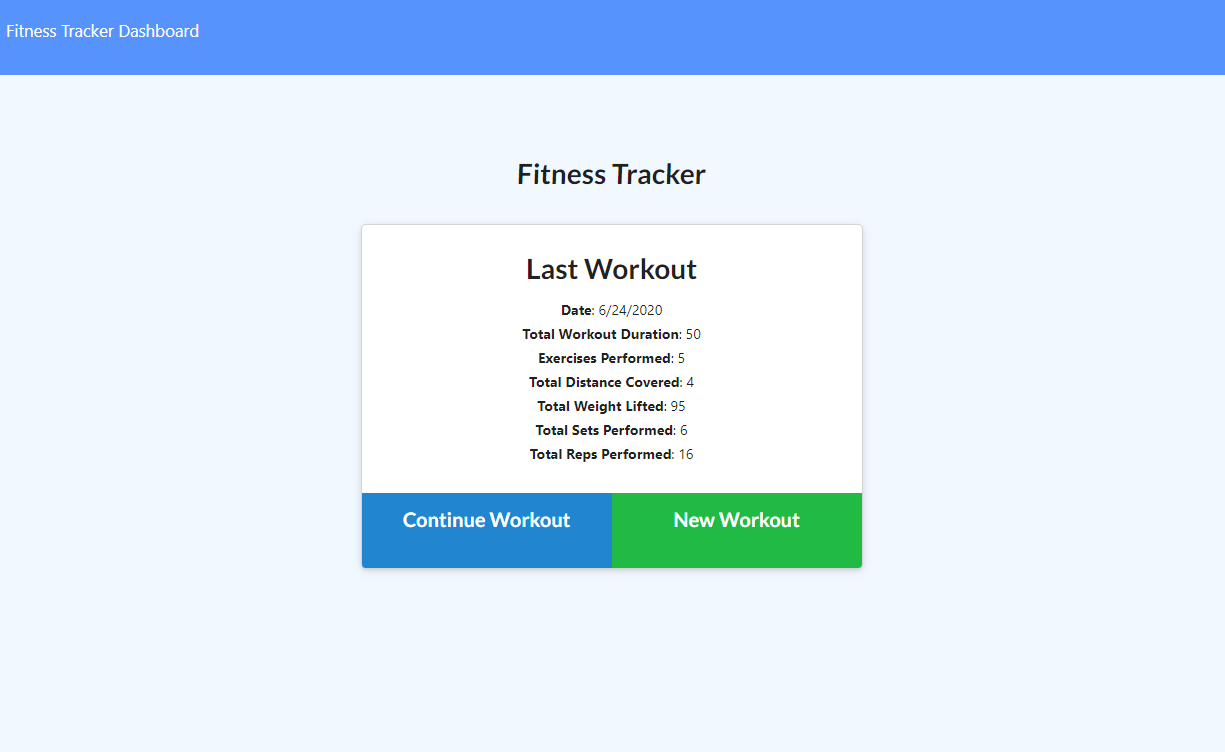 Fitness Tracker Dashboard
Fitness Tracker
Last Workout
Date: 6/24/2020
Total Workout Duration: 50
Exercises Performed: 5
Total Distance Covered: 4
Total Weight Lifted: 95
Total Sets Performed: 6
Total Reps Performed: 16
Continue Workout
New Workout